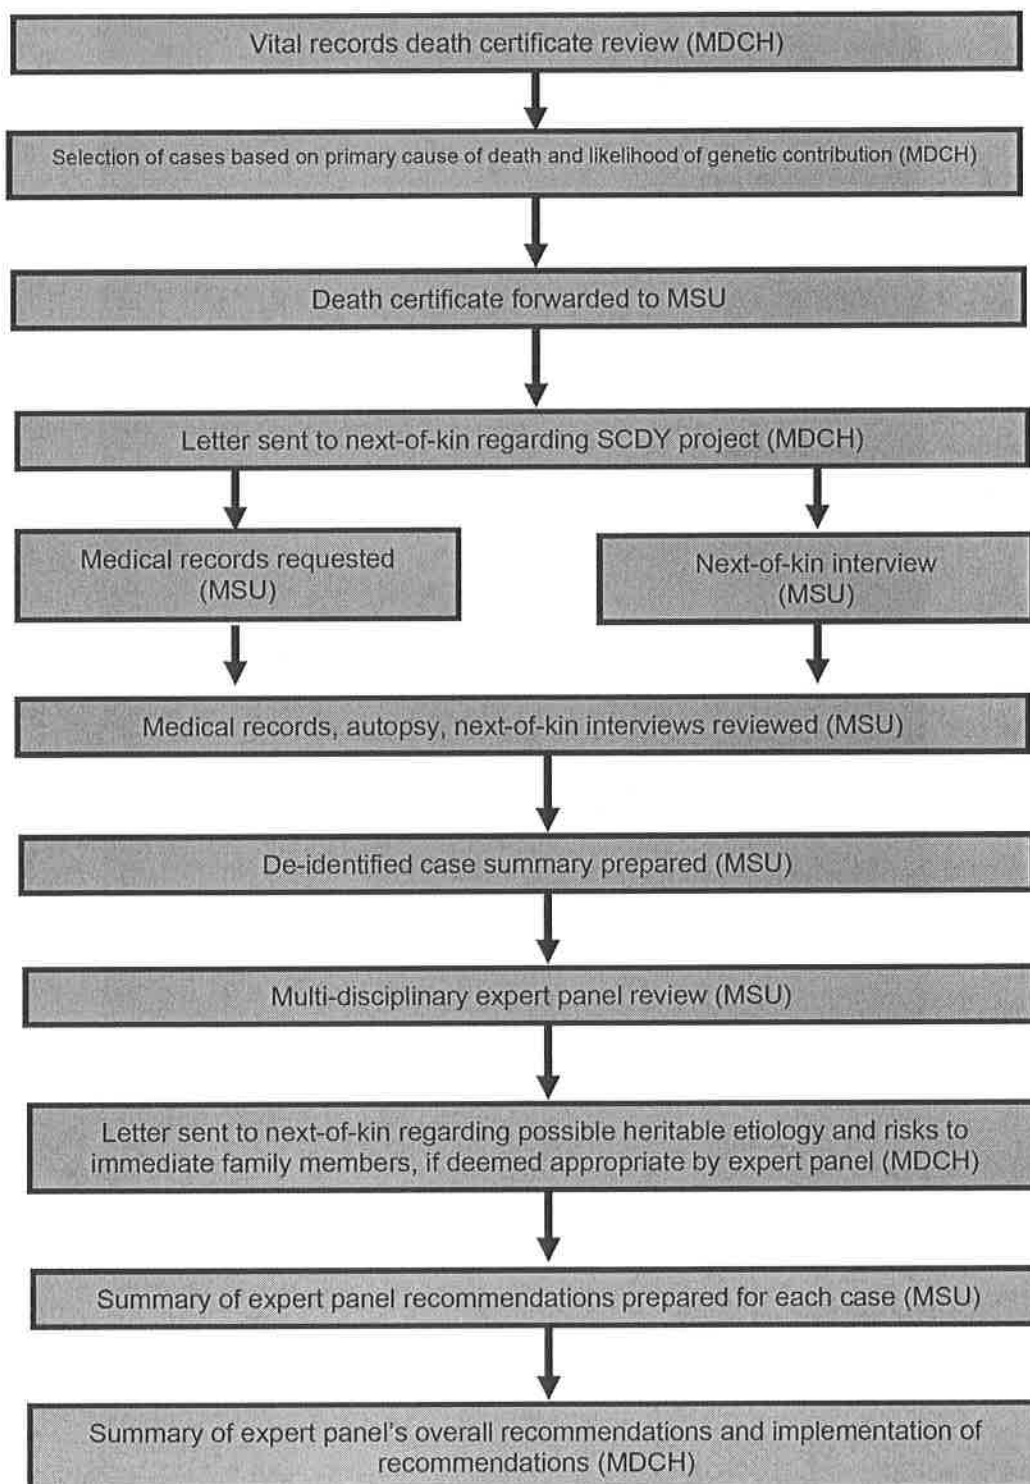 Vital records death certificate review (MDCH)
Selection of cases based on primary cause of death and likelihood of genetic contribution (MDCH)
Death certificate forwarded to MSU
Letter sent to next-of-kin regarding SCDY project (MDCH)
Medical records requested
(MSU)
Next-of-kin interview
(MSU)
Medical records, autopsy, next-of-kin interviews reviewed (MSU)
De-identified case summary prepared (MSU)
Multi-disciplinary expert panel review (MSU)
Letter sent to next-of-kin regarding possible heritable etiology and risks to
immediate family members, if deemed appropriate by expert panel (MDCH)
Summary of expert panel recommendations prepared for each case (MSU)
Summary of expert panel's overall recommendations and implementation of
recommendations (MDCH)